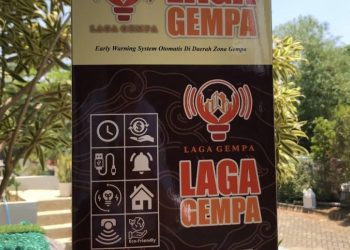 LAGA
GEMPA
LAGA GEMPA
Early Warning System Otomatis Di Daerah Zona Gempa
LAGA GEMPA
LAGA
GEMPA
Eco-Friendly